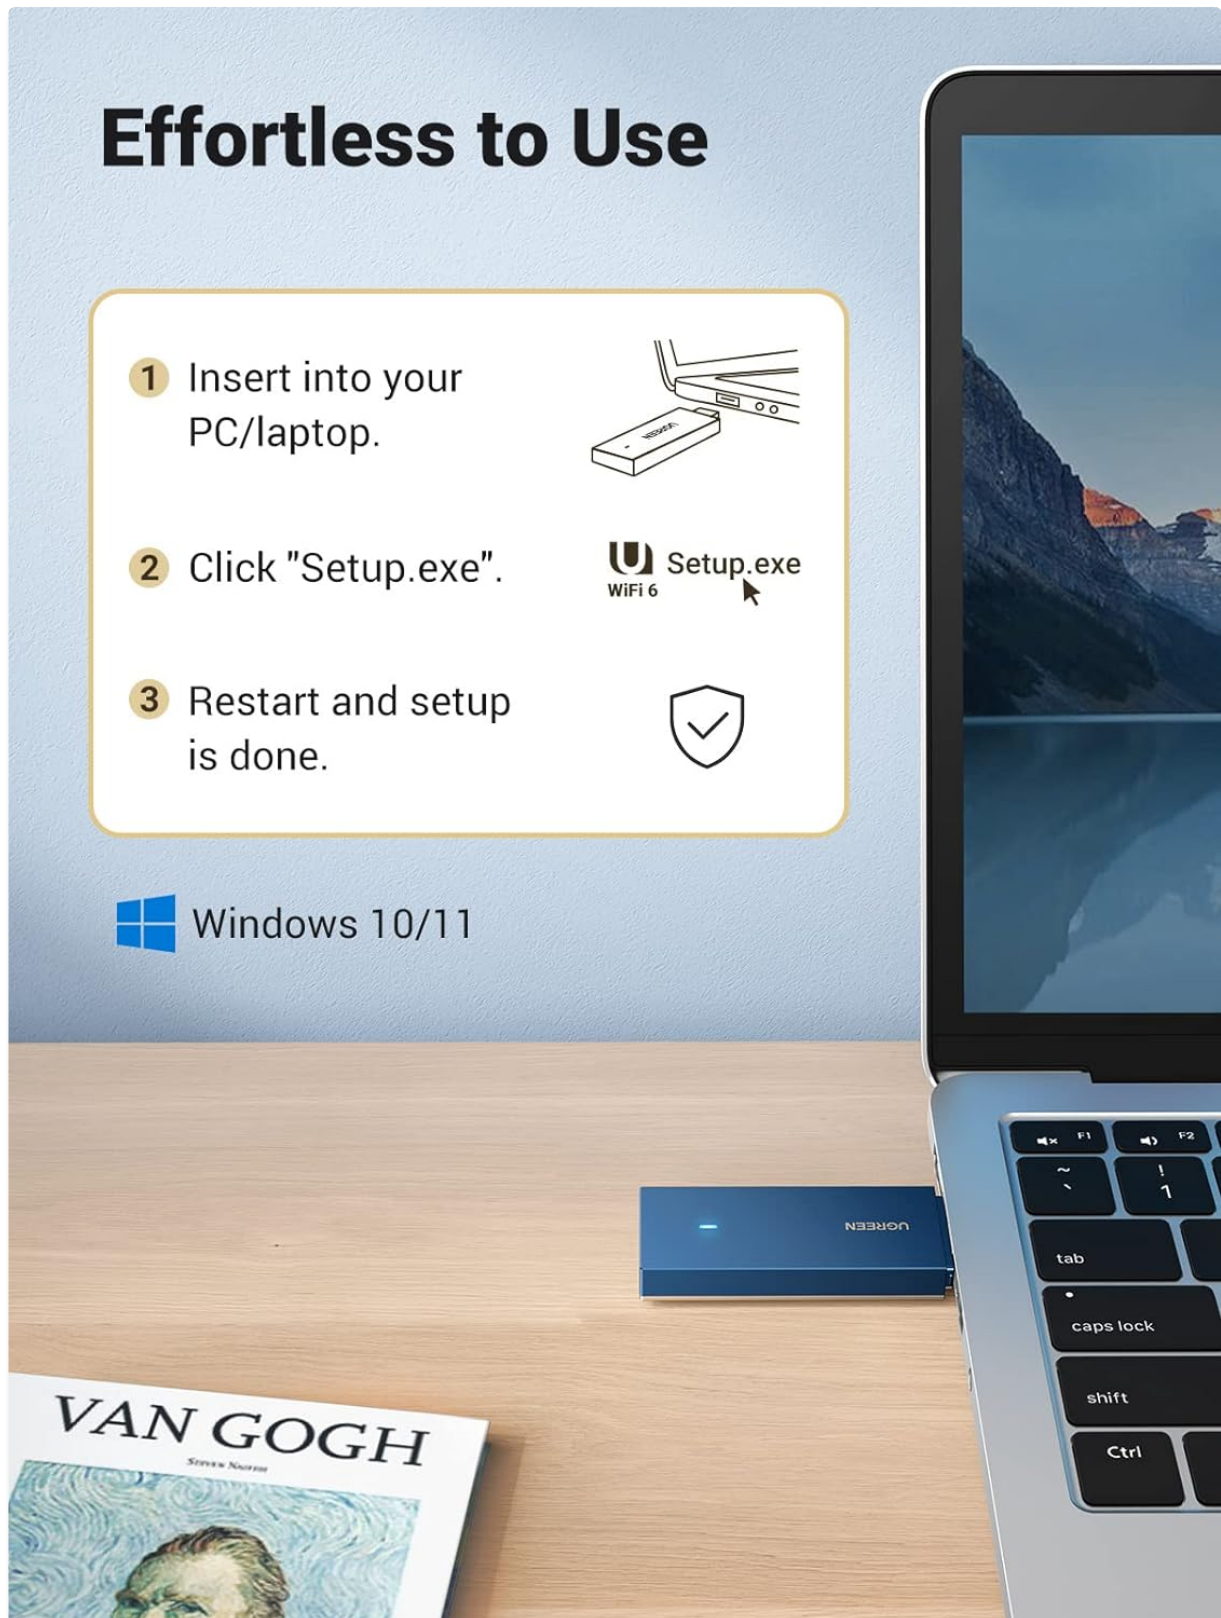 Effortless to Use
1 Insert into your
PC/laptop.
UGREEN
2 Click "Setup.exe".
U Setup.exe
WiFi 6
3 Restart and setup
is done.
Windows 10/11
F1 F2
~ !
` 1
UGREEN
tab
caps lock
shift
Ctrl
VAN GOGH